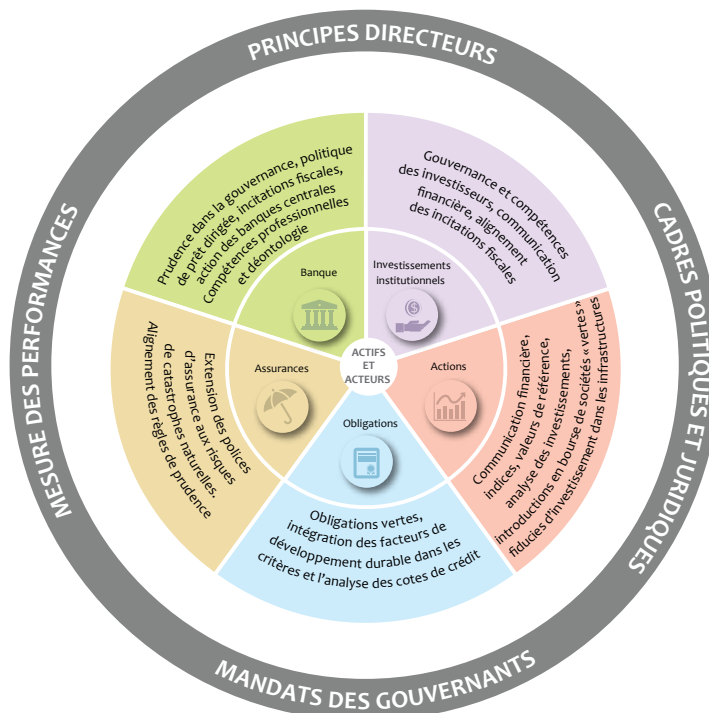 PRINCIPES DIRECTEURS
CADRES POLITIQUES ET JURIDIQUES
MANDATS DES GOUVERNANTS
MESURE DES PERFORMANCES
Prudence dans la gouvernance, politique
de prêt dirigée, incitations fiscales,
action des banques centrales
Compétences professionnelles
et déontologie
Banque
Gouvernance et compétences
des investisseurs, communication
financière, alignement
des incitations fiscales
Investissements
institutionnels
Communication financière,
indices, valeurs de référence,
analyse des investissements,
introductions en bourse de sociétés « vertes »
fiducies d'investissement dans les infrastructures
Actions
Obligations
Obligations vertes,
intégration des facteurs de
développement durable dans les
critères et l'analyse des cotes de crédit
Assurances
Extension des polices
d'assurance aux risques
de catastrophes naturelles,
Alignement des règles de prudence
ACTIFS
ET
ACTEURS